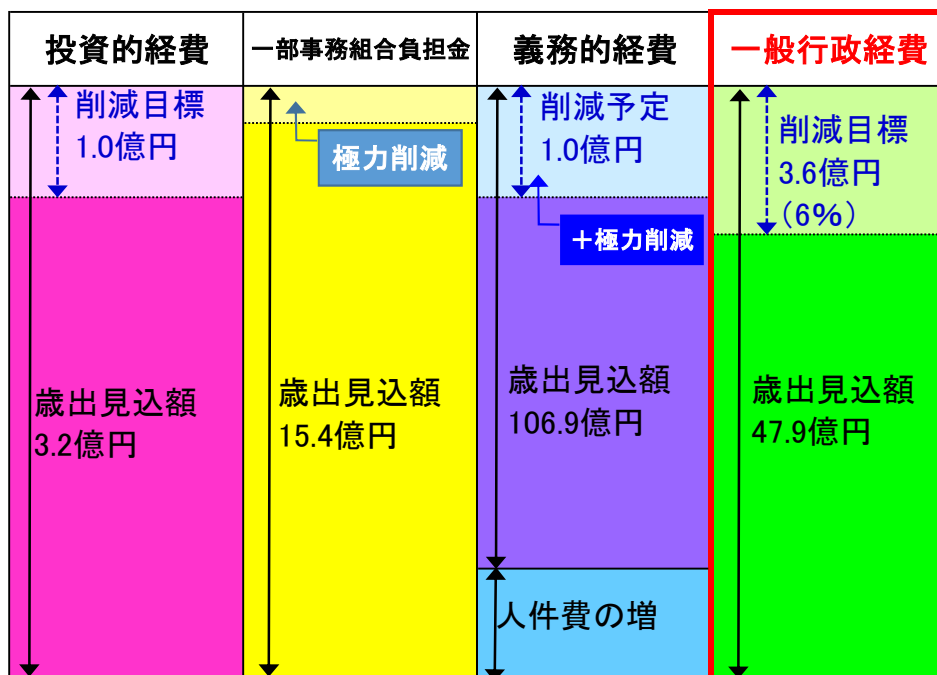 投資的経費
一部事務組合負担金
義務的経費
一般行政経費
削減目標
1.0億円
極力削減
削減予定
1.0億円
+極力削減
削減目標
3.6億円
(6%)
歳出見込額
3.2億円
歳出見込額
15.4億円
歳出見込額
106.9億円
歳出見込額
47.9億円
人件費の増